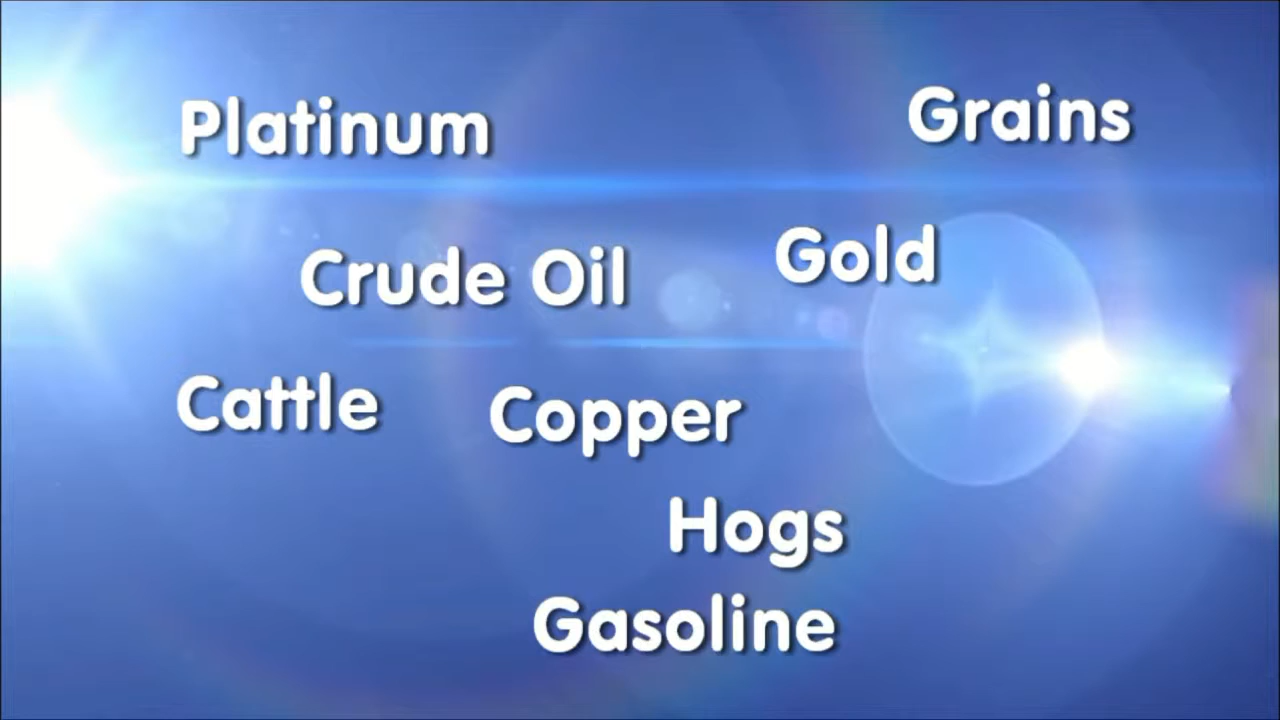 Platinum
Grains
Crude Oil
Gold
Cattle
Copper
Hogs
Gasoline